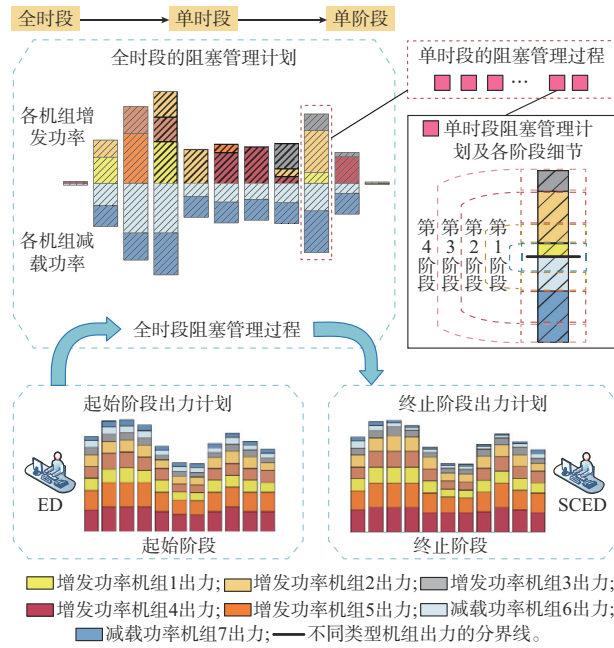 全时段
单时段
单阶段
全时段的阻塞管理计划
各机组增
发功率
各机组减
载功率
单时段的阻塞管理过程
…
单时段阻塞管理计
划及各阶段细节
第4阶段
第3阶段
第2阶段
第1阶段
全时段阻塞管理过程
起始阶段出力计划
ED
起始阶段
终止阶段出力计划
SCED
终止阶段
增发功率机组1出力; 增发功率机组2出力; 增发功率机组3出力;
增发功率机组4出力; 增发功率机组5出力; 减载功率机组6出力;
减载功率机组7出力; 不同类型机组出力的分界线。